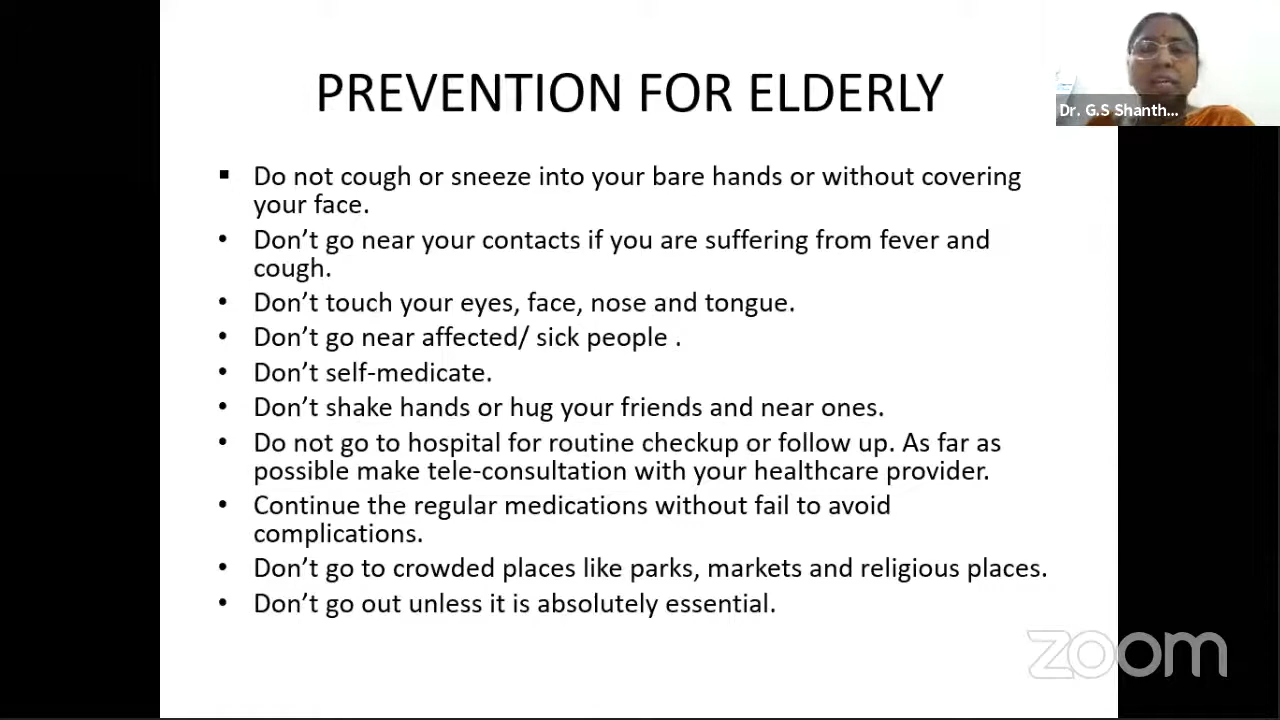 PREVENTION FOR ELDERLY
Dr. G.S Shanth...
▪ Do not cough or sneeze into your bare hands or without covering
your face.
• Don’t go near your contacts if you are suffering from fever and
cough.
• Don’t touch your eyes, face, nose and tongue.
• Don’t go near affected/ sick people .
• Don’t self-medicate.
• Don’t shake hands or hug your friends and near ones.
• Do not go to hospital for routine checkup or follow up. As far as
possible make tele-consultation with your healthcare provider.
• Continue the regular medications without fail to avoid
complications.
• Don’t go to crowded places like parks, markets and religious places.
• Don’t go out unless it is absolutely essential.
zoom